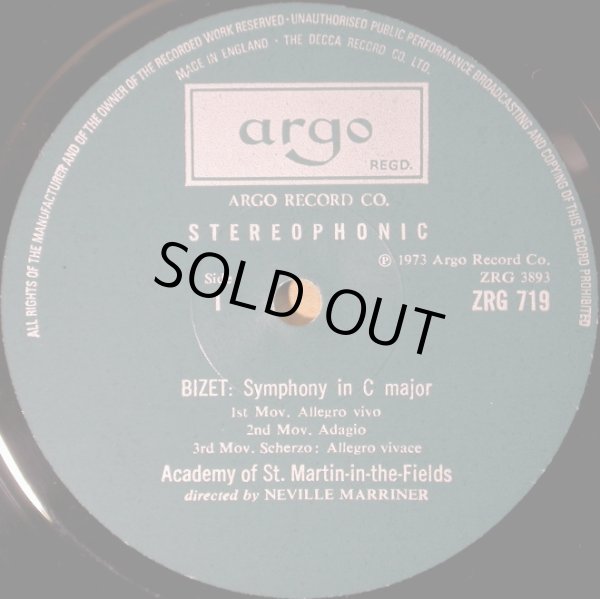 ALL RIGHTS OF THE MANUFACTURER AND OF THE OWNER OF THE RECORDED WORK RESERVED · UNAUTHORISED PUBLIC PERFORMANCE BROADCASTING AND COPYING OF THIS RECORD PROHIBITED
MADE IN ENGLAND · THE DECCA RECORD CO. LTD.
argo
REGD.
ARGO RECORD CO.
STEREOPHONIC
℗ 1973 Argo Record Co.
Side ZRG 3893
1 ZRG 719
SOLD OUT
BIZET: Symphony in C major
1st Mov. Allegro vivo
2nd Mov. Adagio
3rd Mov. Scherzo: Allegro vivace
Academy of St. Martin-in-the-Fields
directed by NEVILLE MARRINER